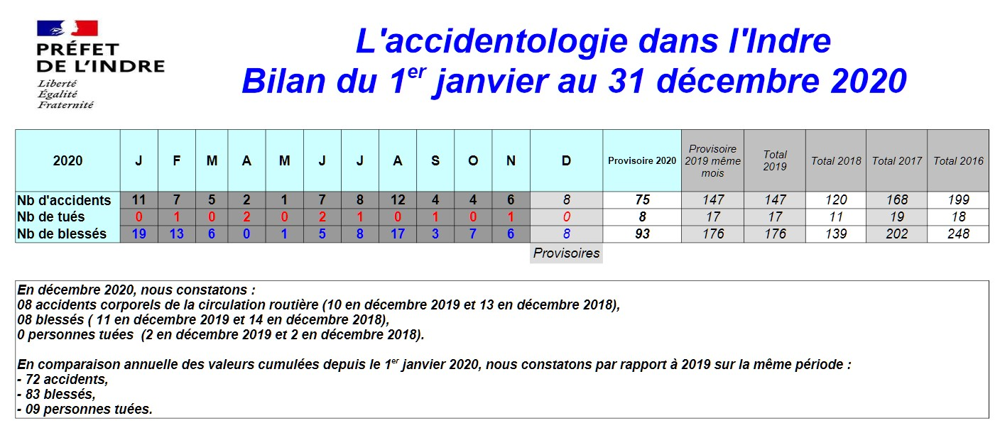 PRÉFET
DE L'INDRE
Liberté
Égalité
Fraternité
L'accidentologie dans l'Indre
Bilan du 1er janvier au 31 décembre 2020
2020 J F M A M J J A S O N D Provisoire 2020 Provisoire 2019 même mois Total 2019 Total 2018 Total 2017 Total 2016
Nb d'accidents 11 7 5 2 1 7 8 12 4 4 6 8 75 147 147 120 168 199
Nb de tués 0 1 0 2 0 2 1 0 1 0 1 0 8 17 17 11 19 18
Nb de blessés 19 13 6 0 1 5 8 17 3 7 6 8 93 176 176 139 202 248
Provisoires
En décembre 2020, nous constatons :
08 accidents corporels de la circulation routière (10 en décembre 2019 et 13 en décembre 2018),
08 blessés ( 11 en décembre 2019 et 14 en décembre 2018),
0 personnes tuées (2 en décembre 2019 et 2 en décembre 2018).
En comparaison annuelle des valeurs cumulées depuis le 1er janvier 2020, nous constatons par rapport à 2019 sur la même période :
- 72 accidents,
- 83 blessés,
- 09 personnes tuées.